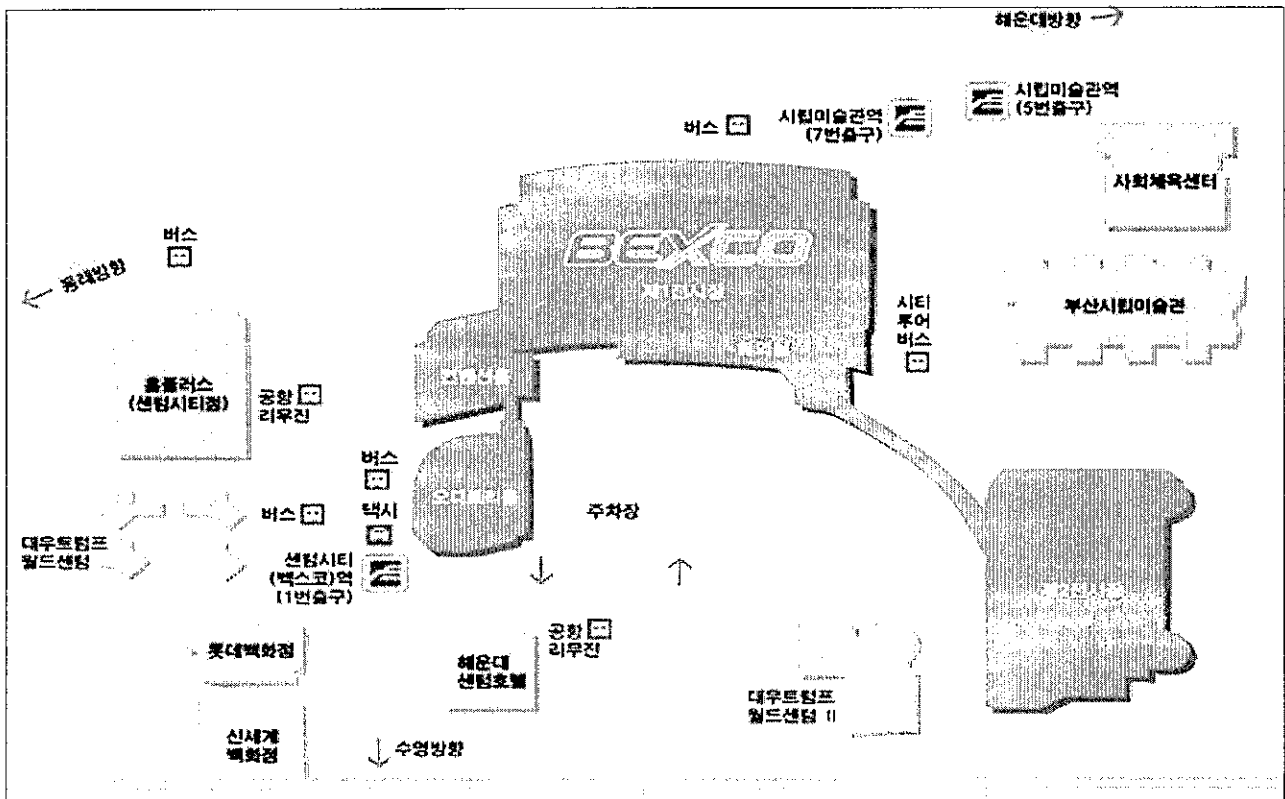 해운대방향
시립미술관역
(5번출구)
시립미술관역
(7번출구)
버스
사회체육센터
BEXCO
버스
동래방향
시티
투어
버스
부산시립미술관
홈플러스
(센텀시티점)
공항
리무진
버스
버스
택시
주차장
대우트럼프
월드센텀
센텀시티
(벡스코)역
(1번출구)
롯데백화점
해운대
센텀호텔
공항
리무진
대우트럼프
월드센텀 II
신세계
백화점
수영방향